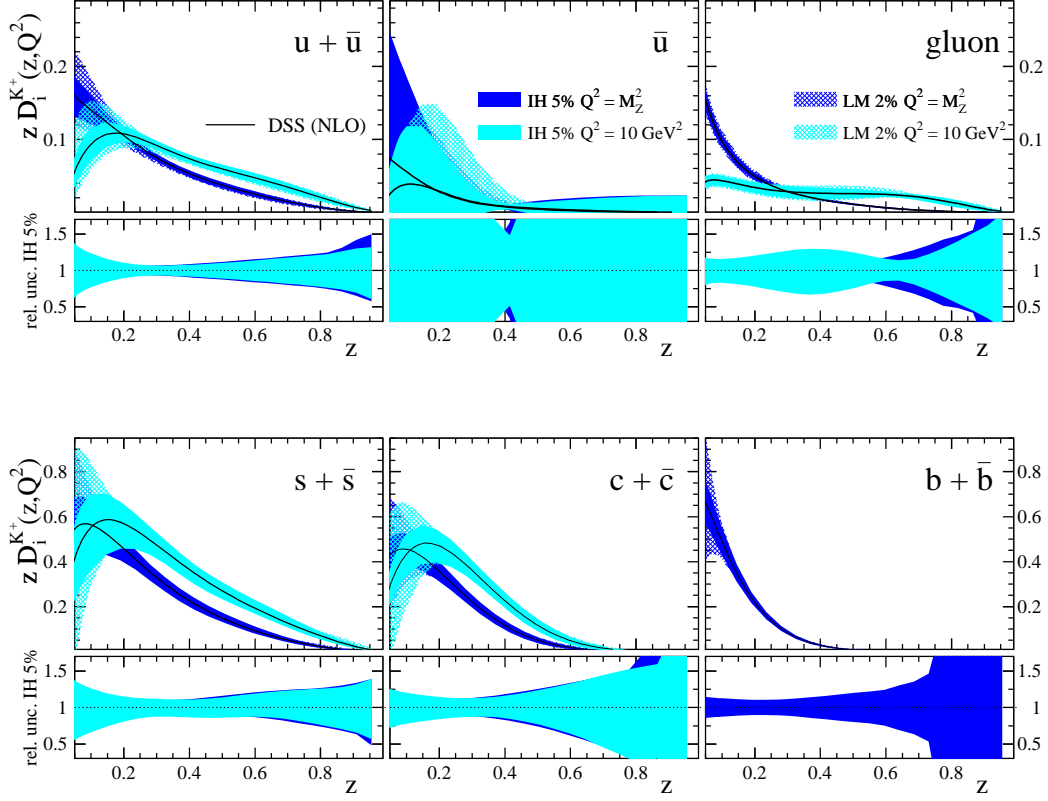 z D_i^{K^+}(z,Q^2)
u + ū
ū
gluon
0.2
0.1
DSS (NLO)
IH 5% Q^2 = M_Z^2
IH 5% Q^2 = 10 GeV^2
LM 2% Q^2 = M_Z^2
LM 2% Q^2 = 10 GeV^2
0.2
0.1
rel. unc. IH 5%
1.5
1
0.5
1.5
1
0.5
0.2 0.4 0.6 0.8
0.2 0.4 0.6 0.8
0.2 0.4 0.6 0.8
z
z
z
z D_i^{K^+}(z,Q^2)
s + s̄
c + c̄
b + b̄
0.8
0.6
0.4
0.2
0.8
0.6
0.4
0.2
rel. unc. IH 5%
1.5
1
0.5
1.5
1
0.5
0.2 0.4 0.6 0.8
0.2 0.4 0.6 0.8
0.2 0.4 0.6 0.8
z
z
z